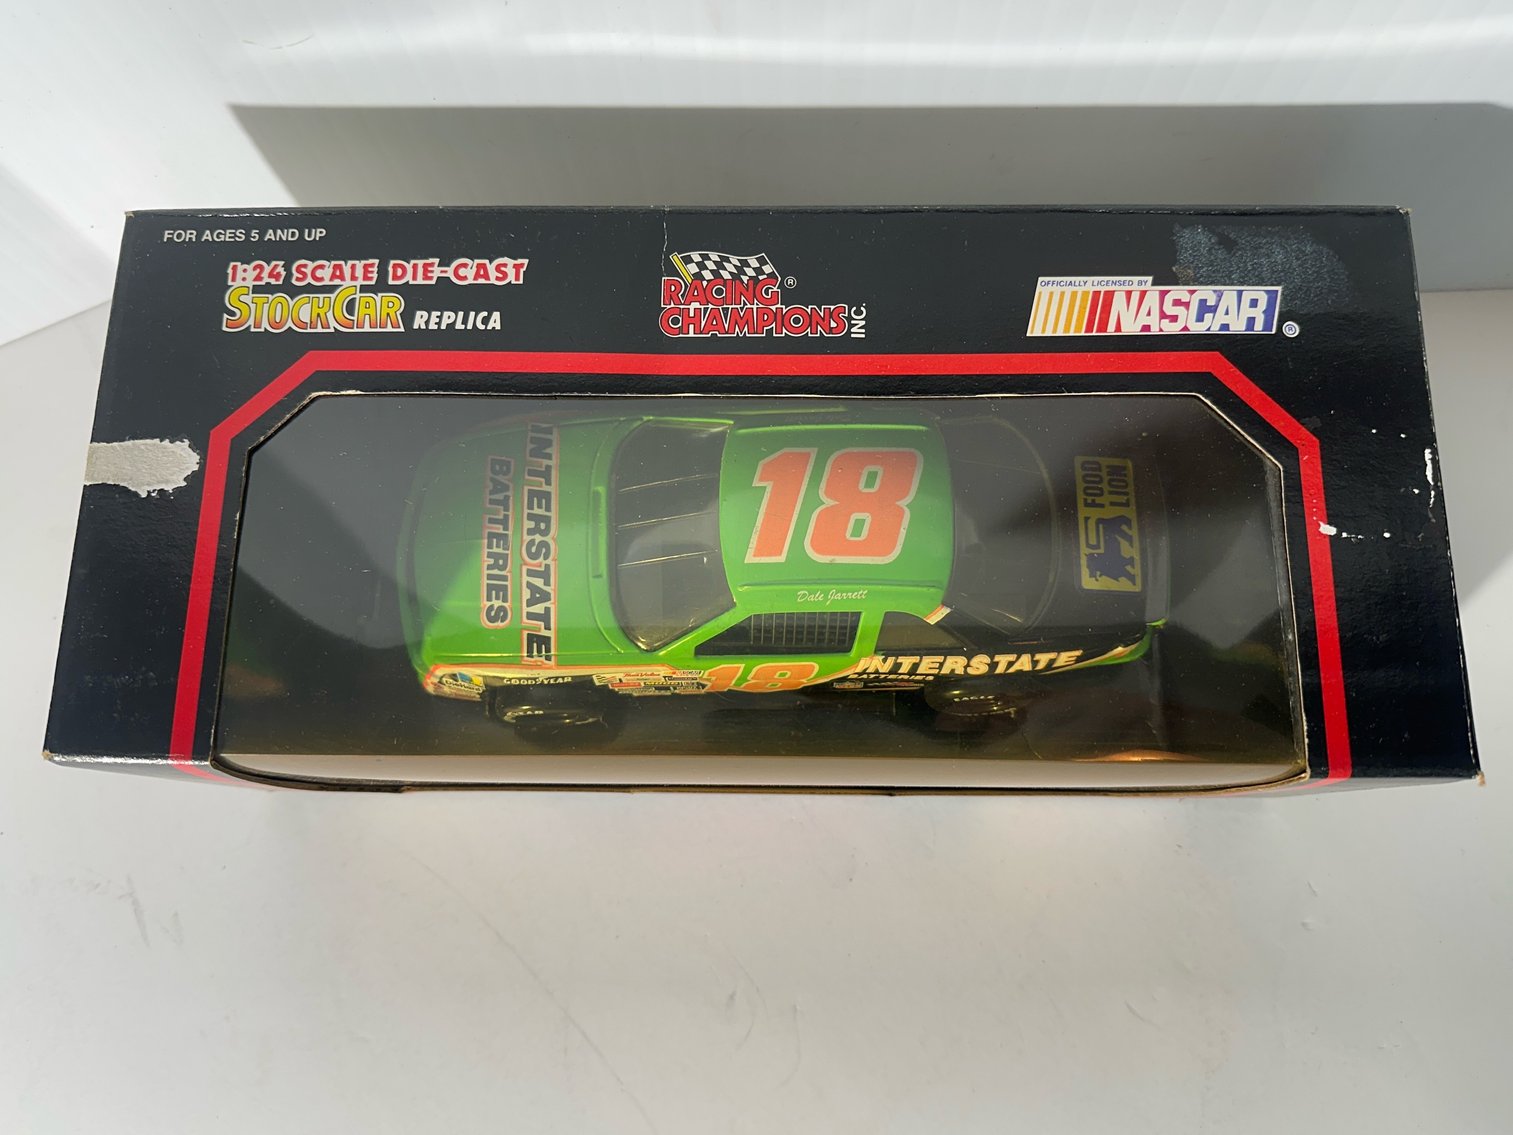 FOR AGES 5 AND UP
1:24 SCALE DIE-CAST
STOCKCAR REPLICA
RACING ®
CHAMPIONS INC.
OFFICIALLY LICENSED BY
NASCAR ®
INTERSTATE
BATTERIES
18
Dale Jarrett
FOOD
LION
18
INTERSTATE
BATTERIES
GOODYEAR